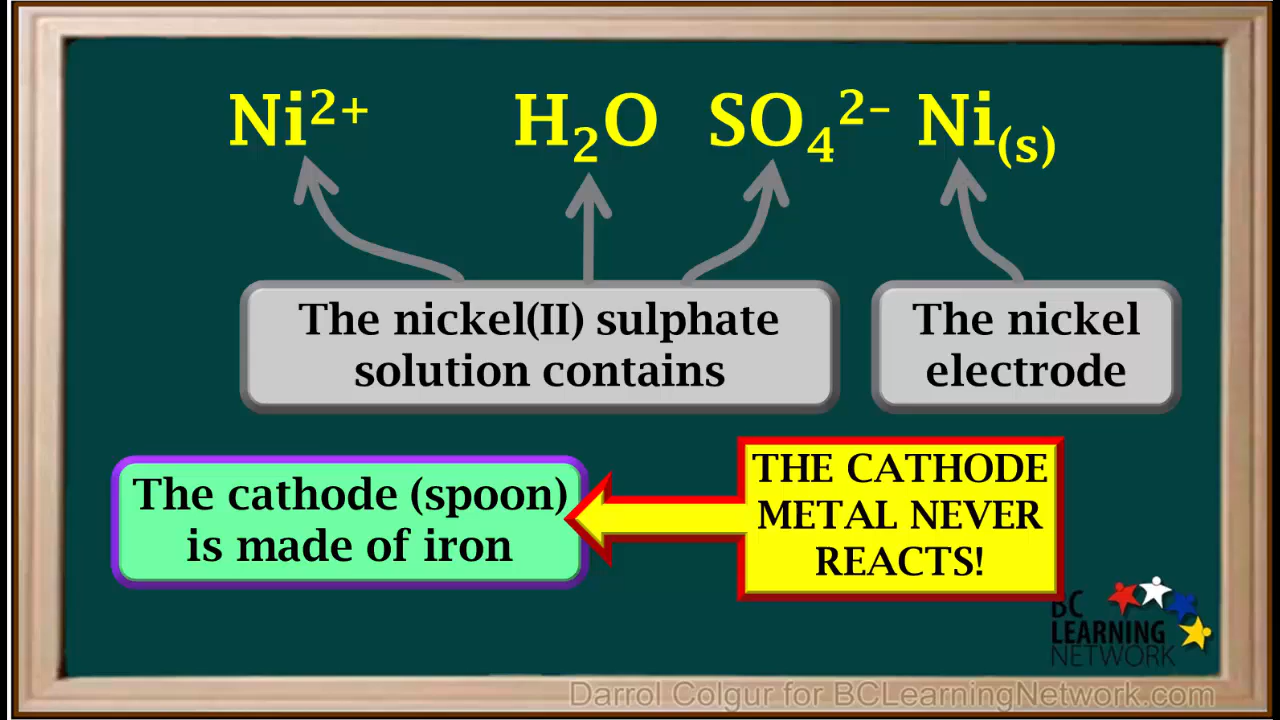 Ni²⁺ H₂O SO₄²⁻ Ni₍s₎
The nickel(II) sulphate
solution contains
The nickel
electrode
The cathode (spoon)
is made of iron
THE CATHODE
METAL NEVER
REACTS!
BC
LEARNING
NETWORK
Darrol Colgur for BCLearningNetwork.com